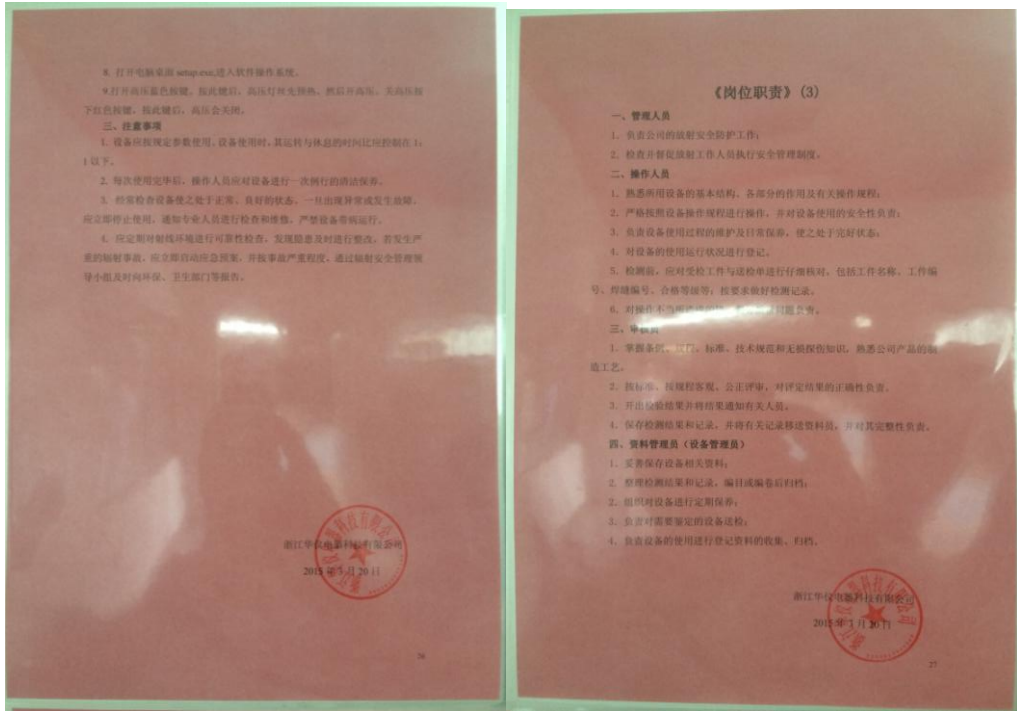 8. 打开电脑桌面 setup.exe,进入软件操作系统。
9.打开高压蓝色按键，按此键后，高压灯丝先预热，然后开高压。关高压按
下红色按键，按此键后，高压会关闭。
三、注意事项
1. 设备应按规定参数使用，设备使用时，其运转与休息的时间比应控制在 1:
1 以下。
2. 每次使用完毕后，操作人员应对设备进行一次例行的清洁保养。
3. 经常检查设备使之处于正常、良好的状态。一旦出现异常或发生故障，
应立即停止使用，通知专业人员进行检查和维修，严禁设备带病运行。
4. 应定期对射线环境进行可靠性检查，发现隐患及时进行整改，若发生严
重的辐射事故，应立即启动应急预案，并按事故严重程度，通过辐射安全管理领
导小组及时向环保、卫生部门等报告。
浙江华仪电器科技有限公司
2015 年 3 月 20 日
26
《岗位职责》(3)
一、管理人员
1. 负责公司的放射安全防护工作；
2. 检查并督促放射工作人员执行安全管理制度。
二、操作人员
1. 熟悉所用设备的基本结构、各部分的作用及有关操作规程；
2. 严格按照设备操作规程进行操作，并对设备使用的安全性负责；
3. 负责设备使用过程的维护及日常保养，使之处于完好状态；
4. 对设备的使用运行状况进行登记。
5. 检测前，应对受检工件与送检单进行仔细核对，包括工件名称、工件编
号、焊缝编号、合格等级等；按要求做好检测记录。
6. 对操作不当所造成的 问题负责。
三、审核员
1. 掌握条例、规程、标准、技术规范和无损探伤知识，熟悉公司产品的制
造工艺。
2. 按标准、按规程客观、公正评审，对评定结果的正确性负责。
3. 开出检验结果并将结果通知有关人员。
4. 保存检测结果和记录，并将有关记录移送资料员，并对其完整性负责。
四、资料管理员（设备管理员）
1. 妥善保存设备相关资料；
2. 整理检测结果和记录，编目或编卷后归档；
2. 组织对设备进行定期保养；
3. 负责对需要鉴定的设备送检；
4. 负责设备的使用进行登记资料的收集、归档。
浙江华仪电器科技有限公司
2015 年 3 月 20 日
27